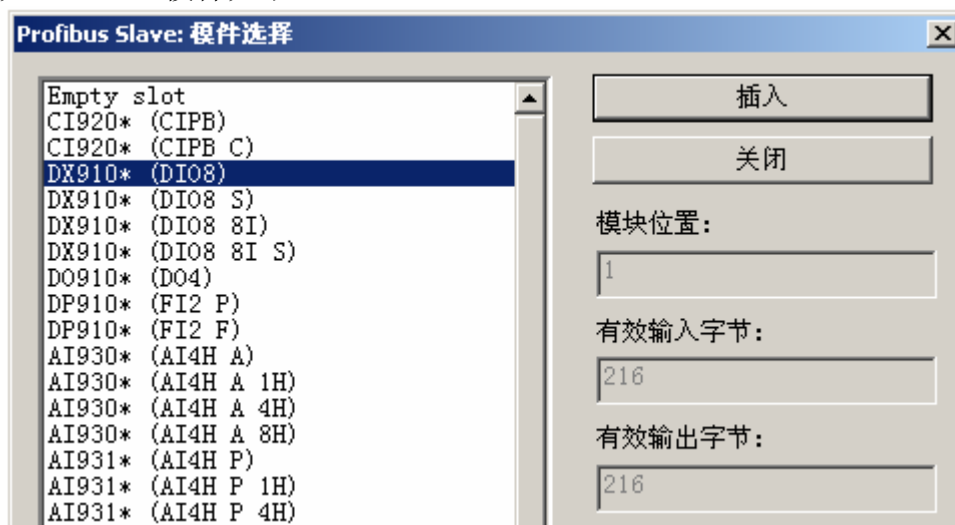 Profibus Slave: 模件选择
Empty slot
CI920* (CIPB)
CI920* (CIPB C)
DX910* (DIO8)
DX910* (DIO8 S)
DX910* (DIO8 8I)
DX910* (DIO8 8I S)
DO910* (DO4)
DP910* (FI2 P)
DP910* (FI2 F)
AI930* (AI4H A)
AI930* (AI4H A 1H)
AI930* (AI4H A 4H)
AI930* (AI4H A 8H)
AI931* (AI4H P)
AI931* (AI4H P 1H)
AI931* (AI4H P 4H)
插入
关闭
模块位置:
1
有效输入字节:
216
有效输出字节:
216